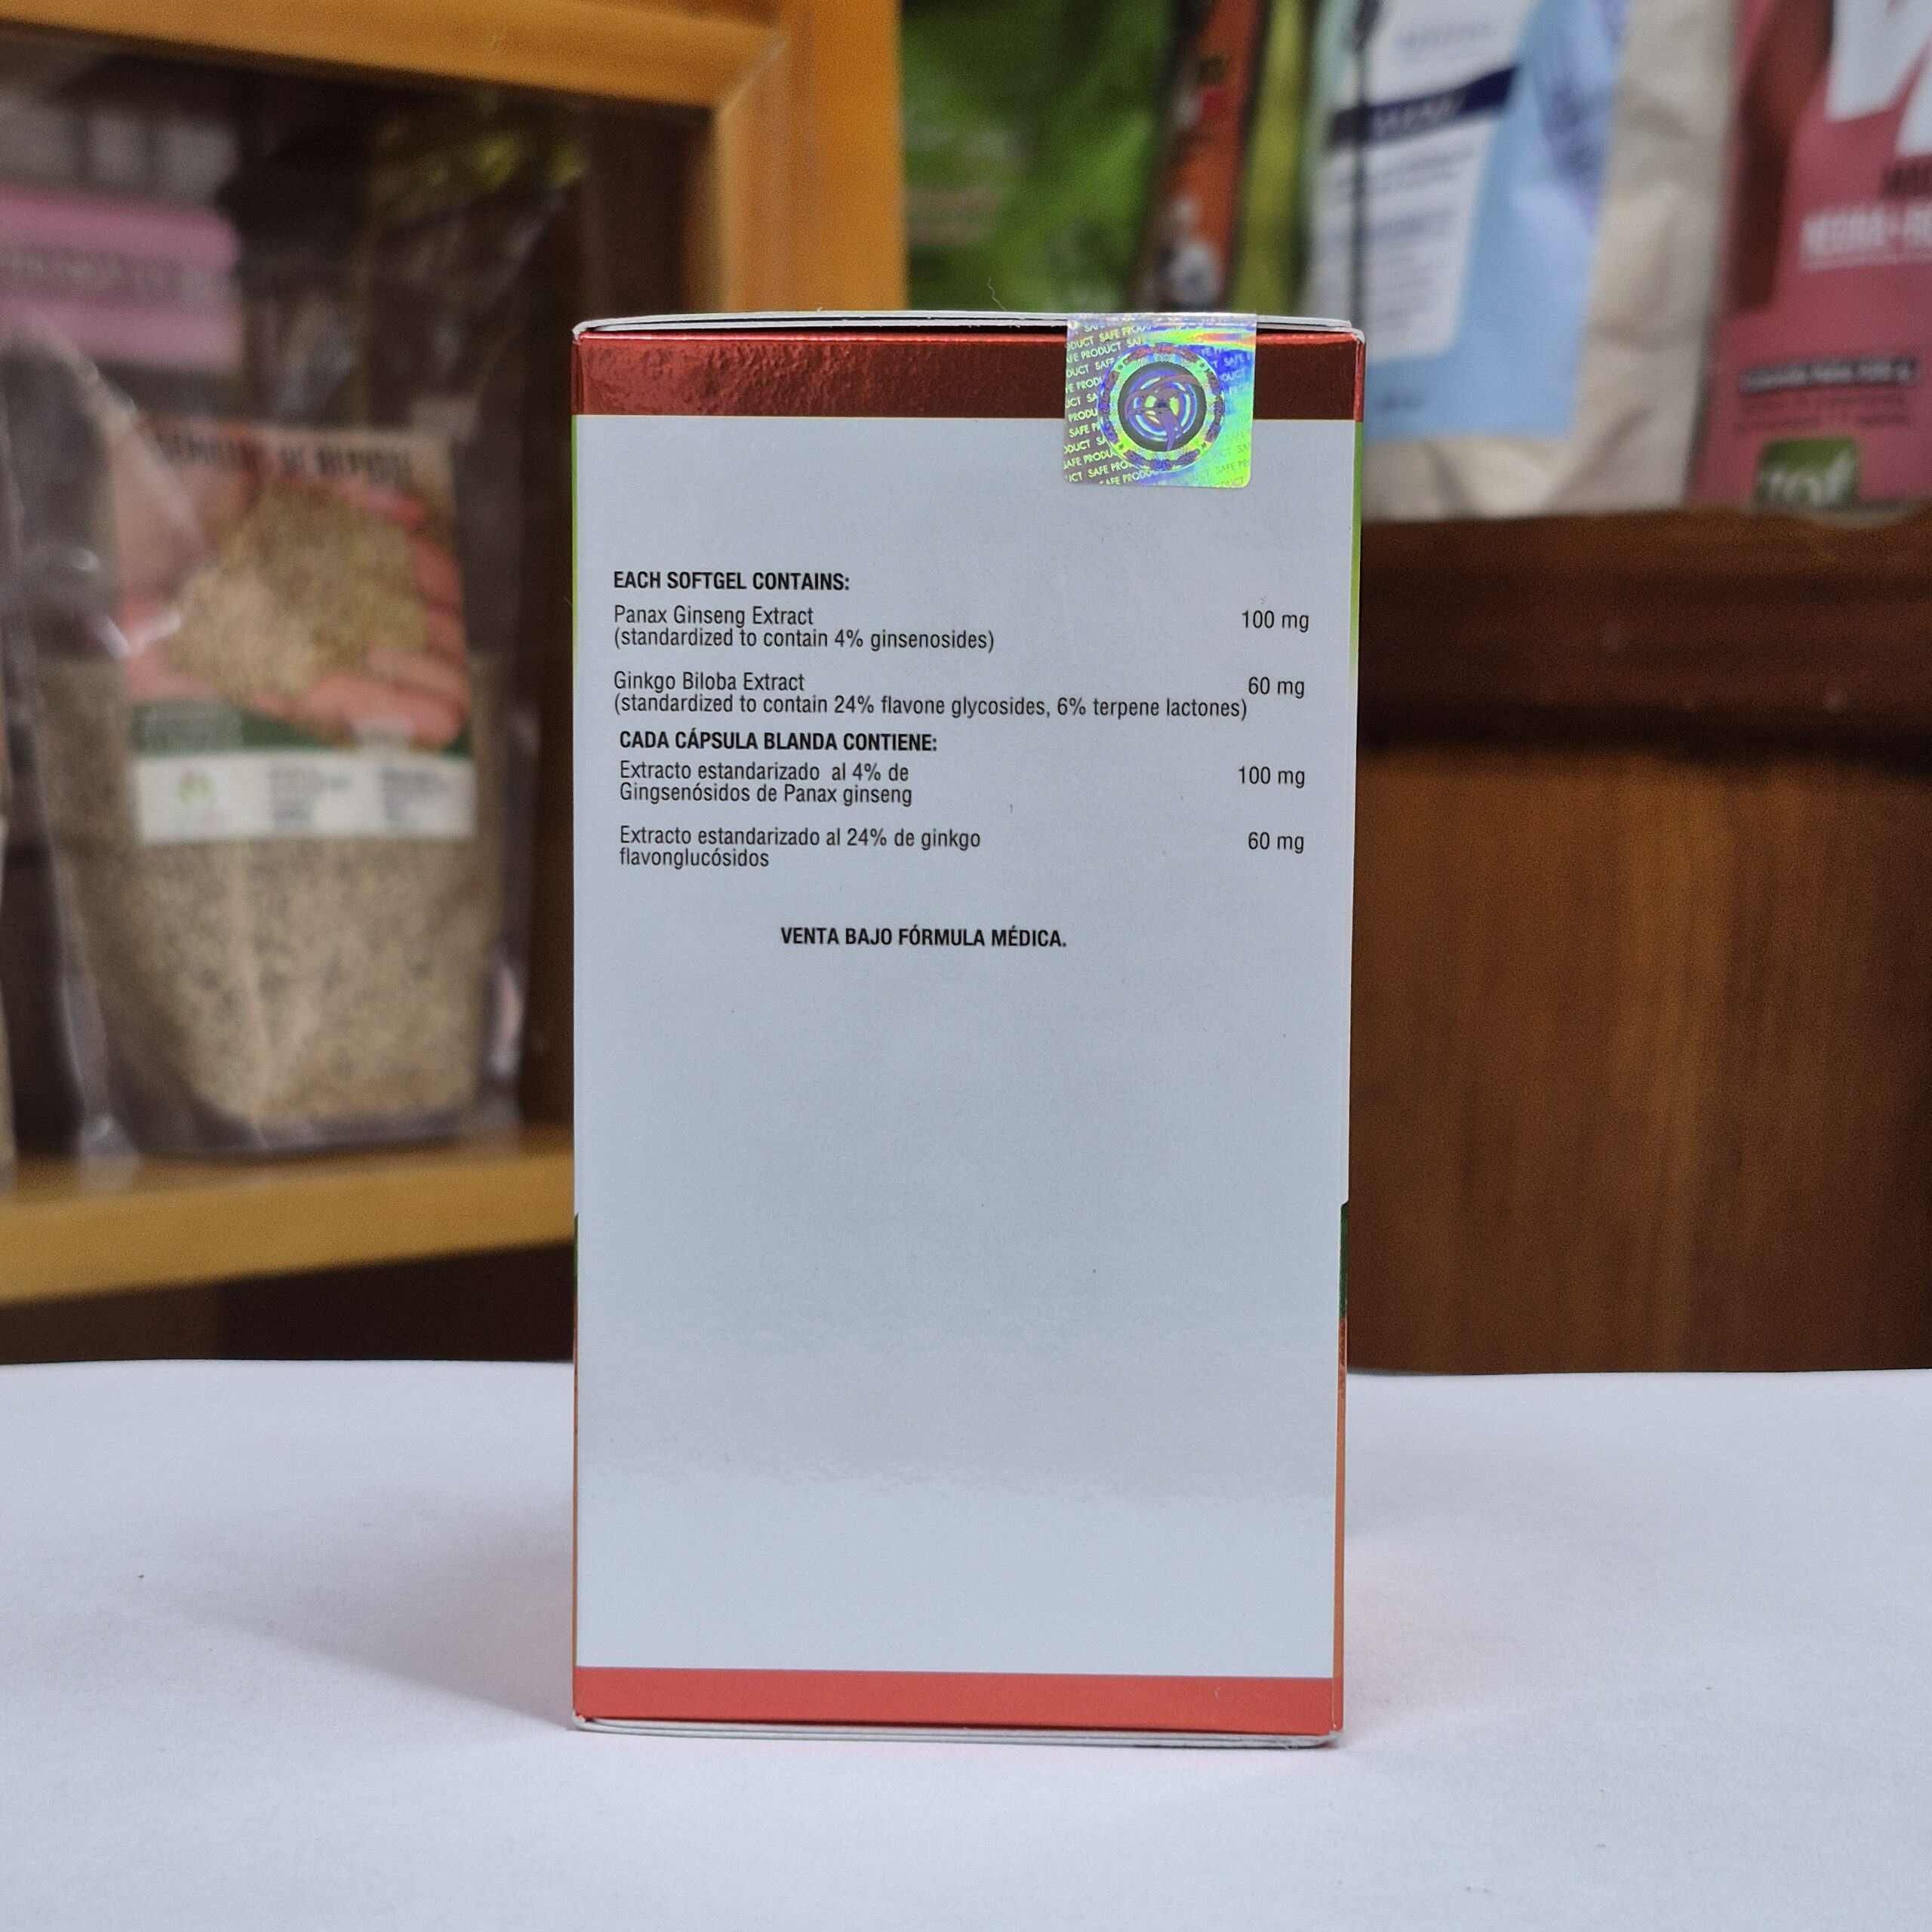 SAFE PRODUCT
EACH SOFTGEL CONTAINS:
Panax Ginseng Extract 100 mg
(standardized to contain 4% ginsenosides)
Ginkgo Biloba Extract 60 mg
(standardized to contain 24% flavone glycosides, 6% terpene lactones)
CADA CÁPSULA BLANDA CONTIENE:
Extracto estandarizado al 4% de 100 mg
Gingsenósidos de Panax ginseng
Extracto estandarizado al 24% de ginkgo 60 mg
flavonglucósidos
VENTA BAJO FÓRMULA MÉDICA.